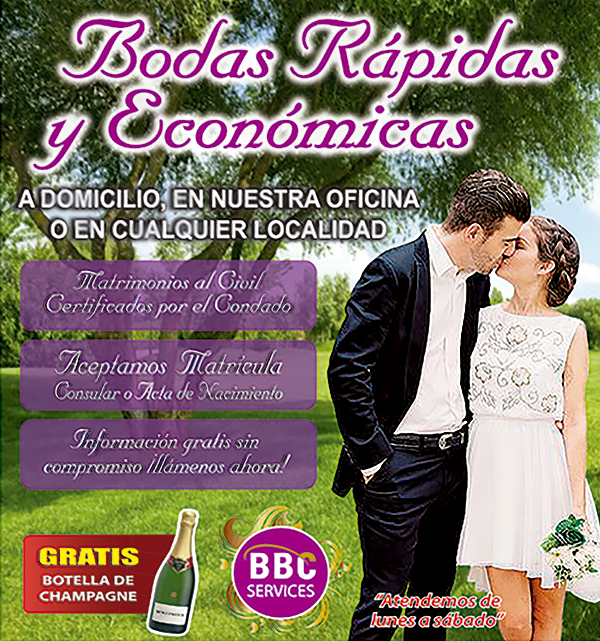 Bodas Rápidas
y Económicas
A DOMICILIO, EN NUESTRA OFICINA
O EN CUALQUIER LOCALIDAD
Matrimonios al Civil
Certificados por el Condado
Aceptamos Matrícula
Consular o Acta de Nacimiento
Información gratis sin
compromiso ¡llámenos ahora!
GRATIS
BOTELLA DE
CHAMPAGNE
BBC
SERVICES
"Atendemos de
lunes a sábado"